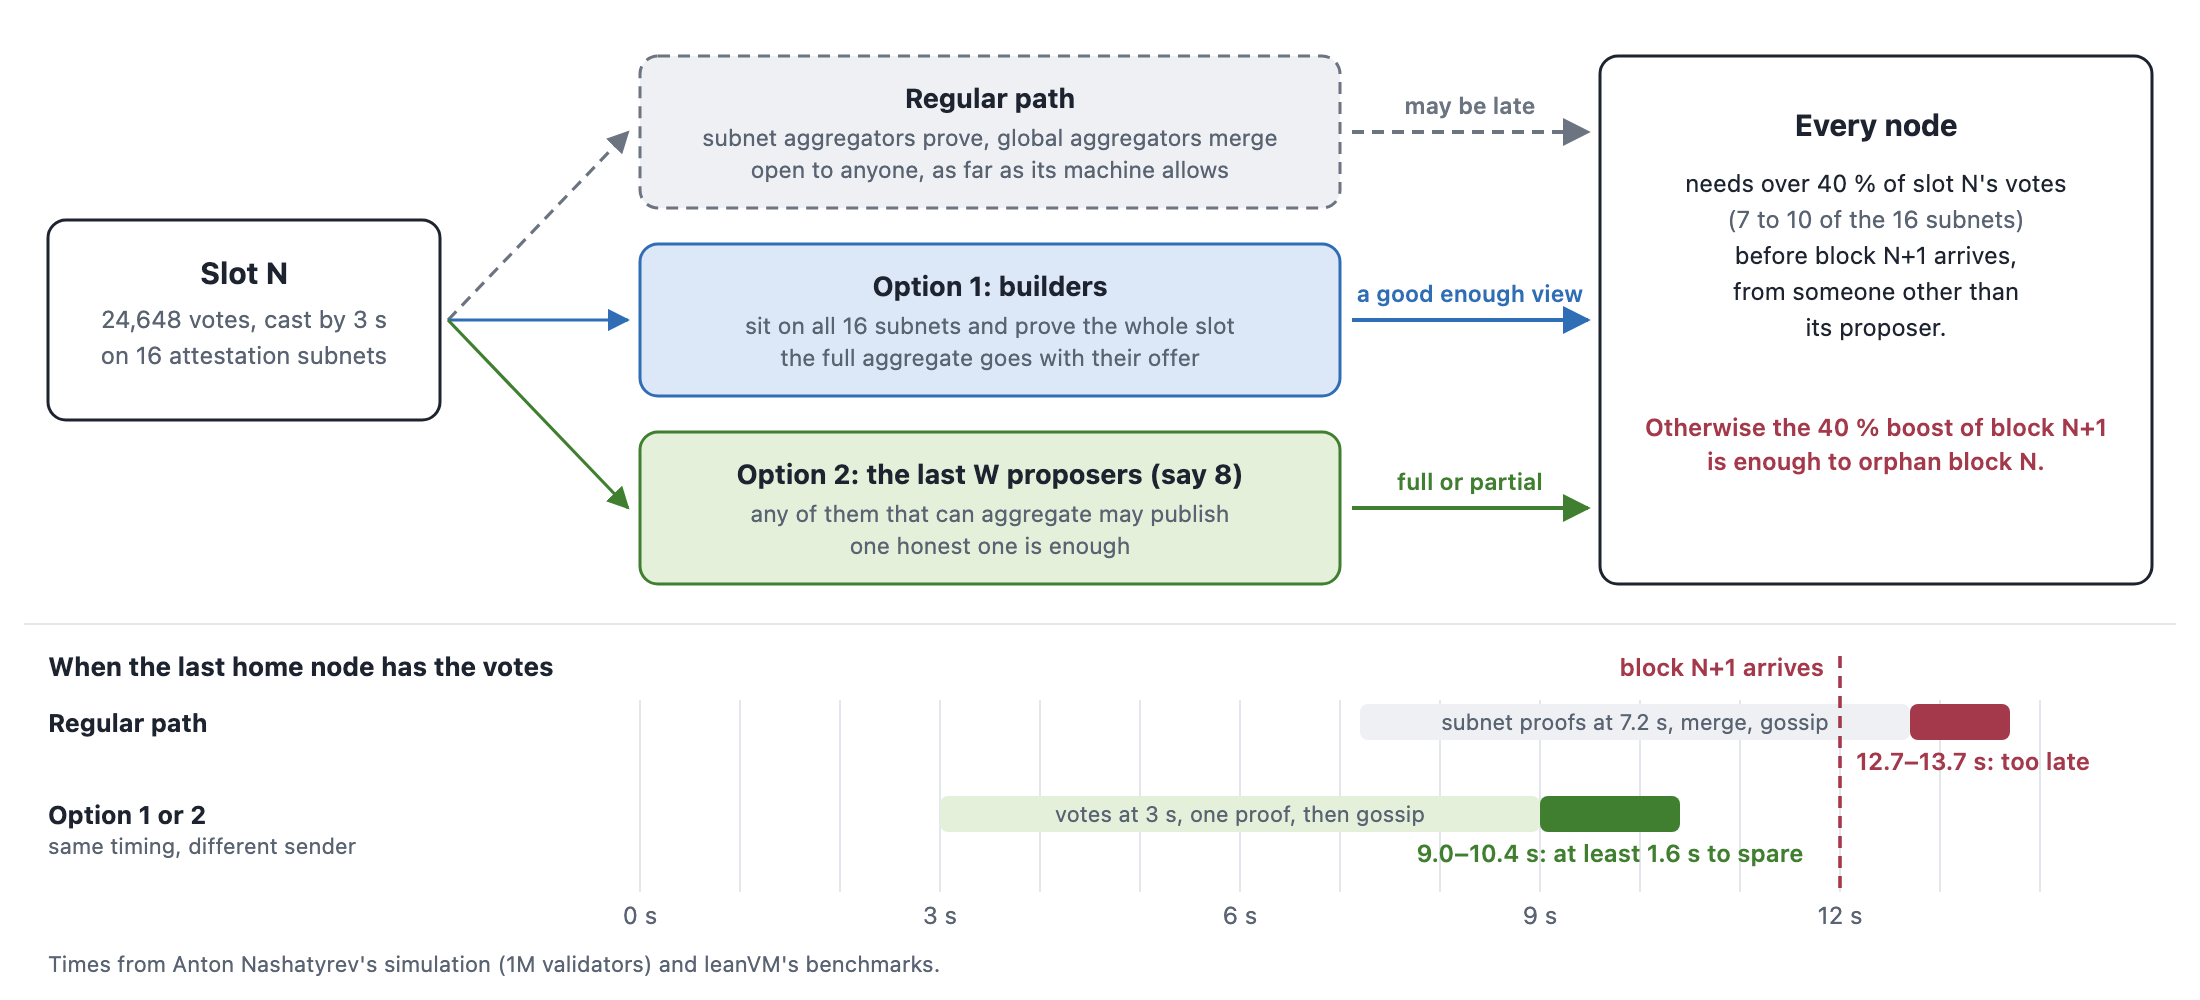 Regular path
subnet aggregators prove, global aggregators merge
open to anyone, as far as its machine allows
may be late
Every node
needs over 40 % of slot N's votes
(7 to 10 of the 16 subnets)
before block N+1 arrives,
from someone other than
its proposer.
Otherwise the 40 % boost of block N+1
is enough to orphan block N.
Slot N
24,648 votes, cast by 3 s
on 16 attestation subnets
Option 1: builders
sit on all 16 subnets and prove the whole slot
the full aggregate goes with their offer
a good enough view
Option 2: the last W proposers (say 8)
any of them that can aggregate may publish
one honest one is enough
full or partial
When the last home node has the votes
block N+1 arrives
Regular path
subnet proofs at 7.2 s, merge, gossip
12.7–13.7 s: too late
Option 1 or 2
same timing, different sender
votes at 3 s, one proof, then gossip
9.0–10.4 s: at least 1.6 s to spare
0 s
3 s
6 s
9 s
12 s
Times from Anton Nashatyrev's simulation (1M validators) and leanVM's benchmarks.